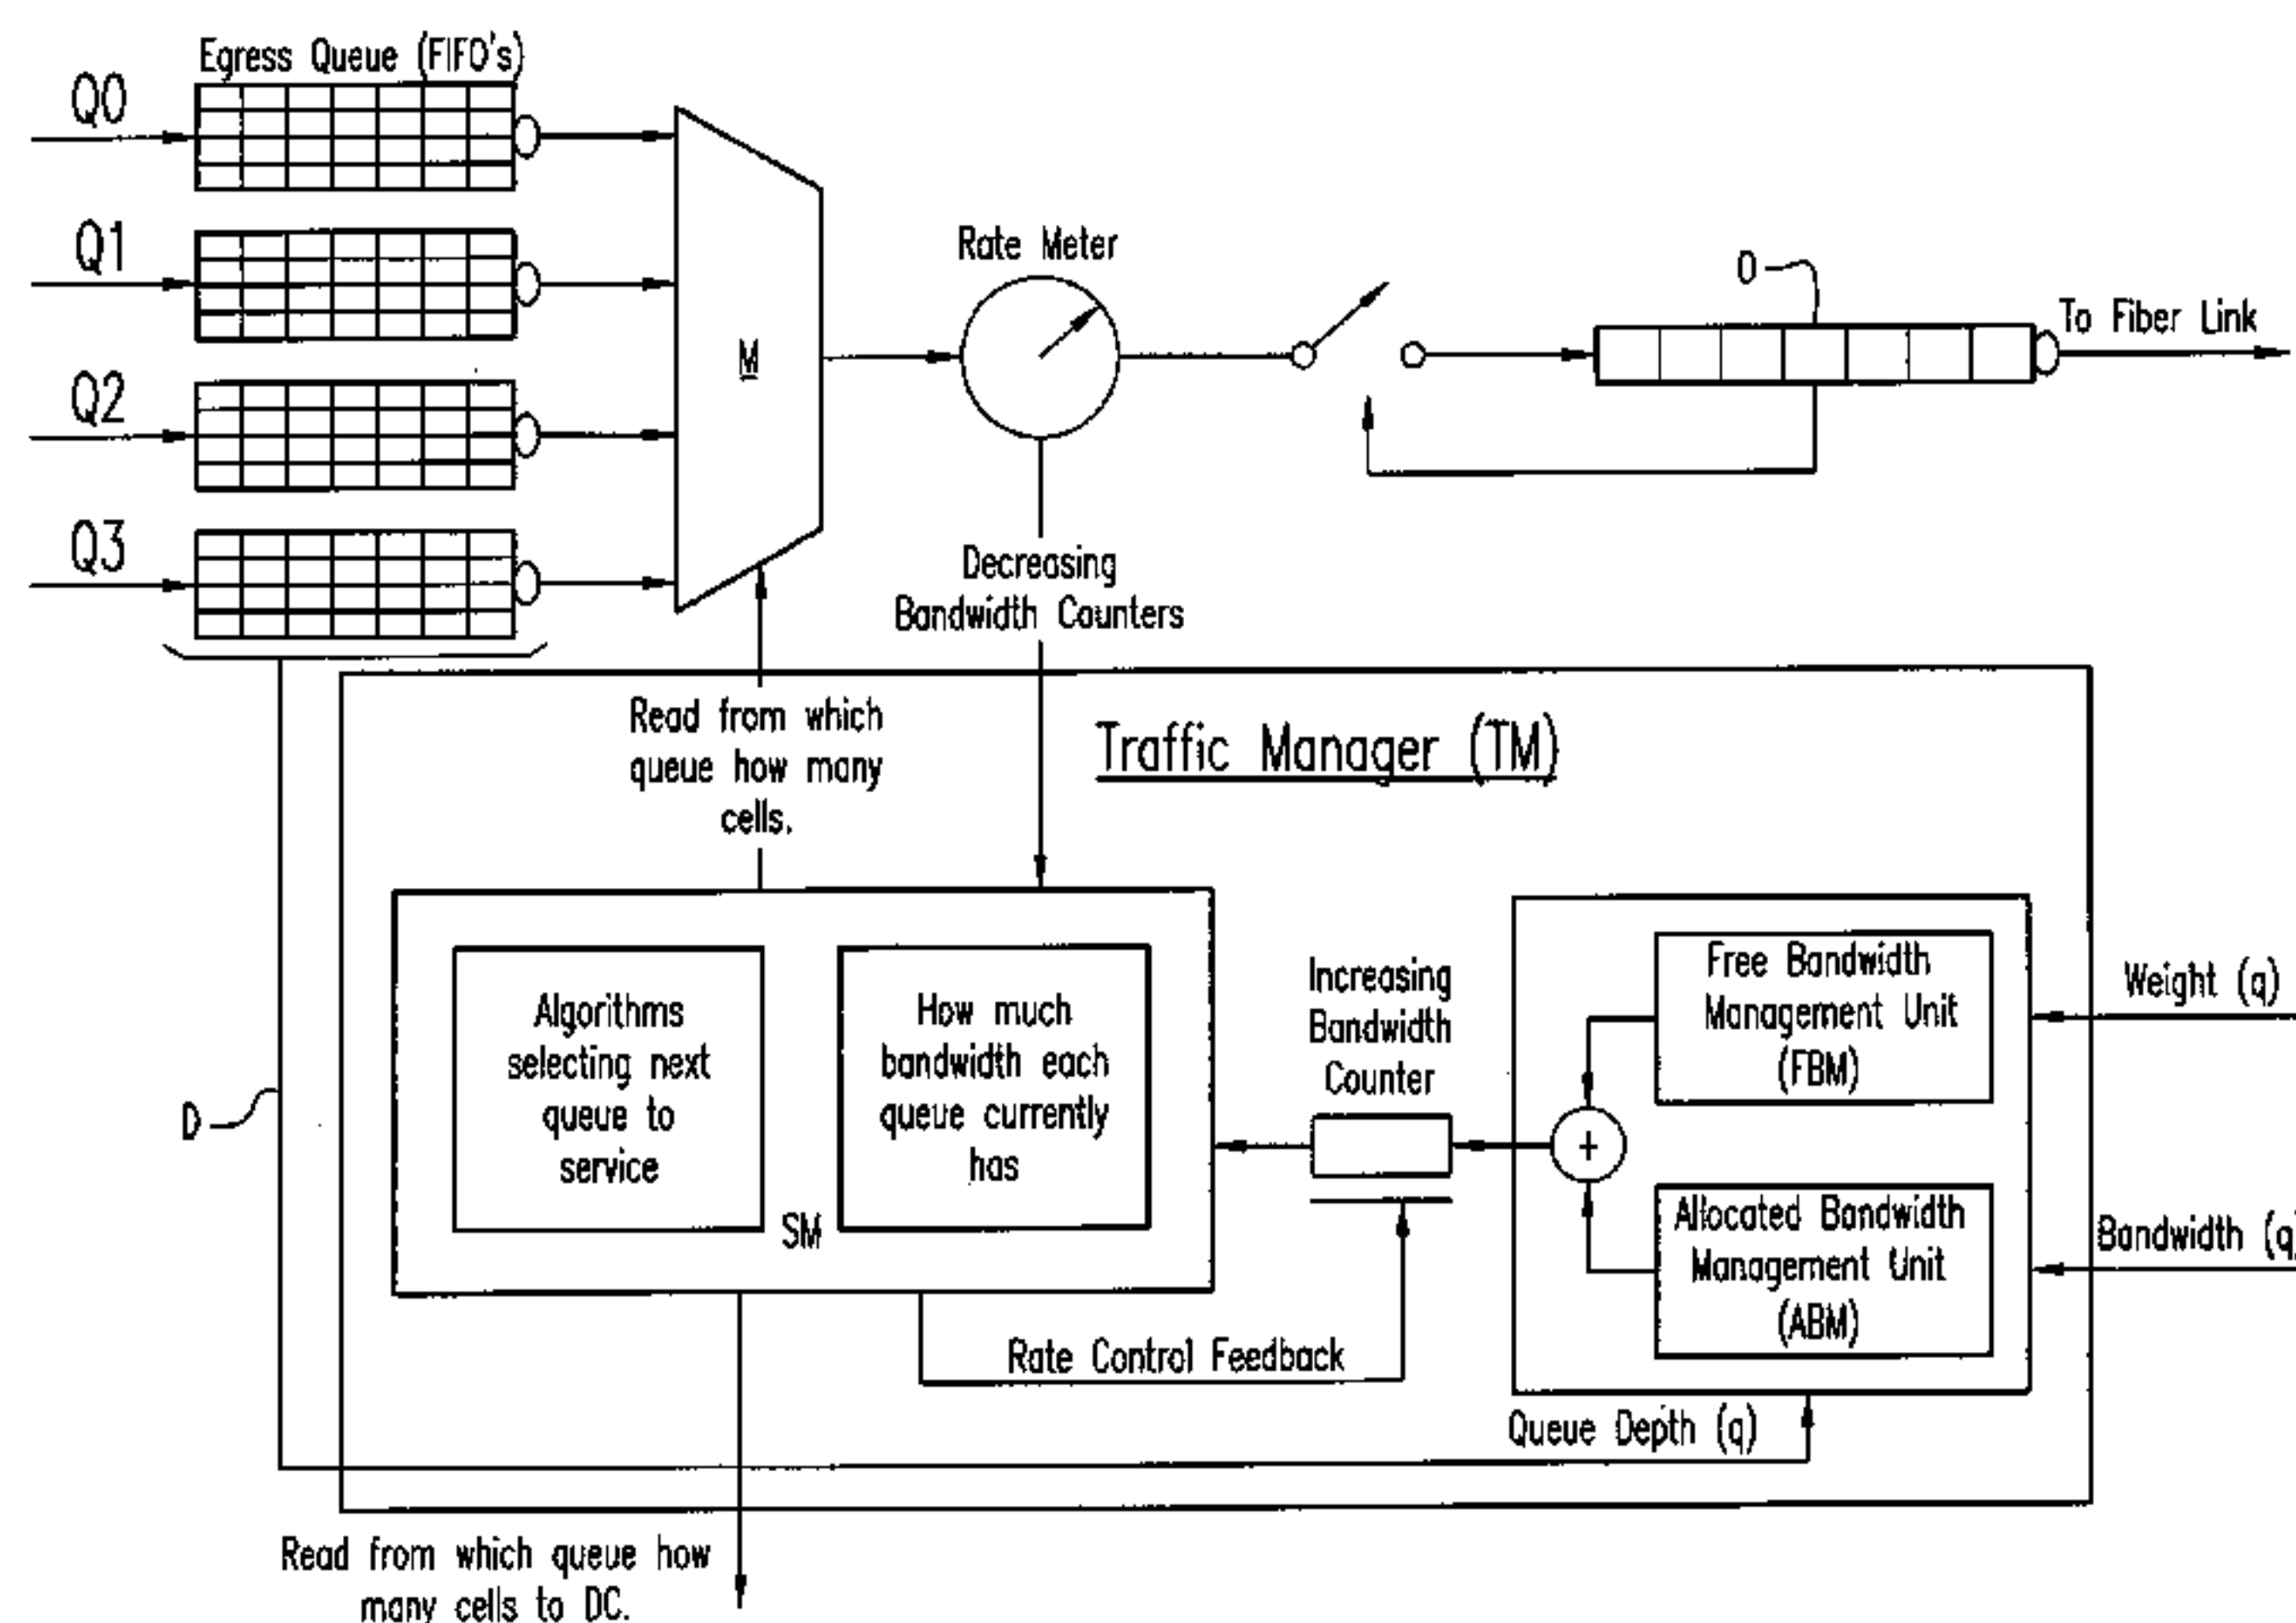 Egress Queue (FIFO's)
Q0
Q1
Q2
Q3
M
Rate Meter
O
To Fiber Link
Decreasing
Bandwidth Counters
Read from which
queue how many
cells.
Traffic Manager (TM)
D
Algorithms
selecting next
queue to
service
SM
How much
bandwidth each
queue currently
has
Increasing
Bandwidth
Counter
+
Free Bandwidth
Management Unit
(FBM)
Allocated Bandwidth
Management Unit
(ABM)
Weight (q)
Bandwidth (q)
Rate Control Feedback
Queue Depth (q)
Read from which queue how
many cells to DC.